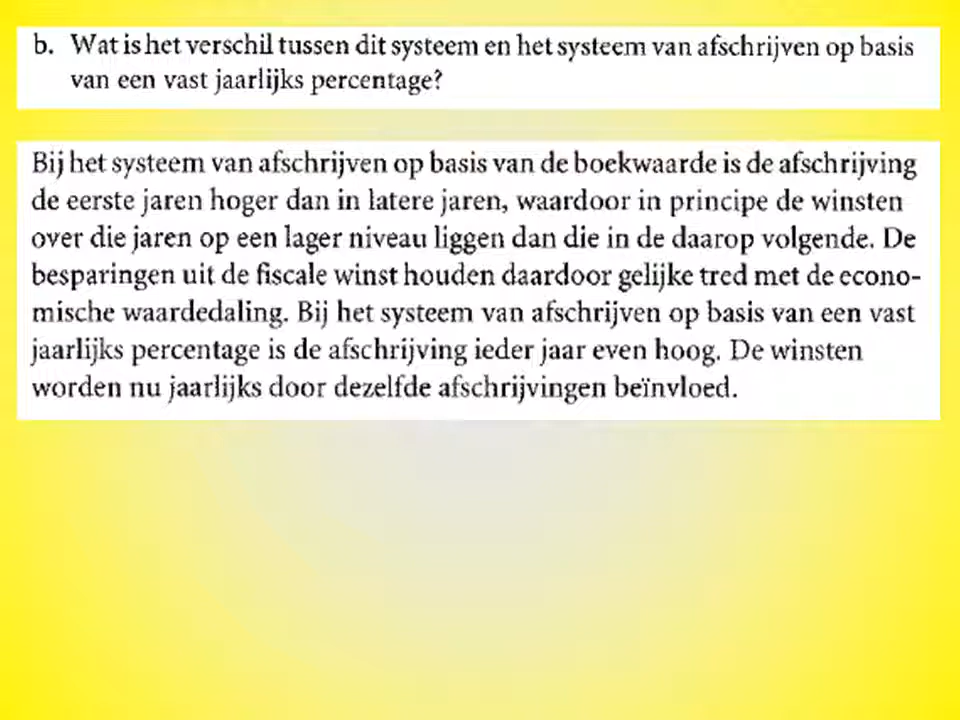 b. Wat is het verschil tussen dit systeem en het systeem van afschrijven op basis
van een vast jaarlijks percentage?
Bij het systeem van afschrijven op basis van de boekwaarde is de afschrijving
de eerste jaren hoger dan in latere jaren, waardoor in principe de winsten
over die jaren op een lager niveau liggen dan die in de daarop volgende. De
besparingen uit de fiscale winst houden daardoor gelijke tred met de econo-
mische waardedaling. Bij het systeem van afschrijven op basis van een vast
jaarlijks percentage is de afschrijving ieder jaar even hoog. De winsten
worden nu jaarlijks door dezelfde afschrijvingen beïnvloed.